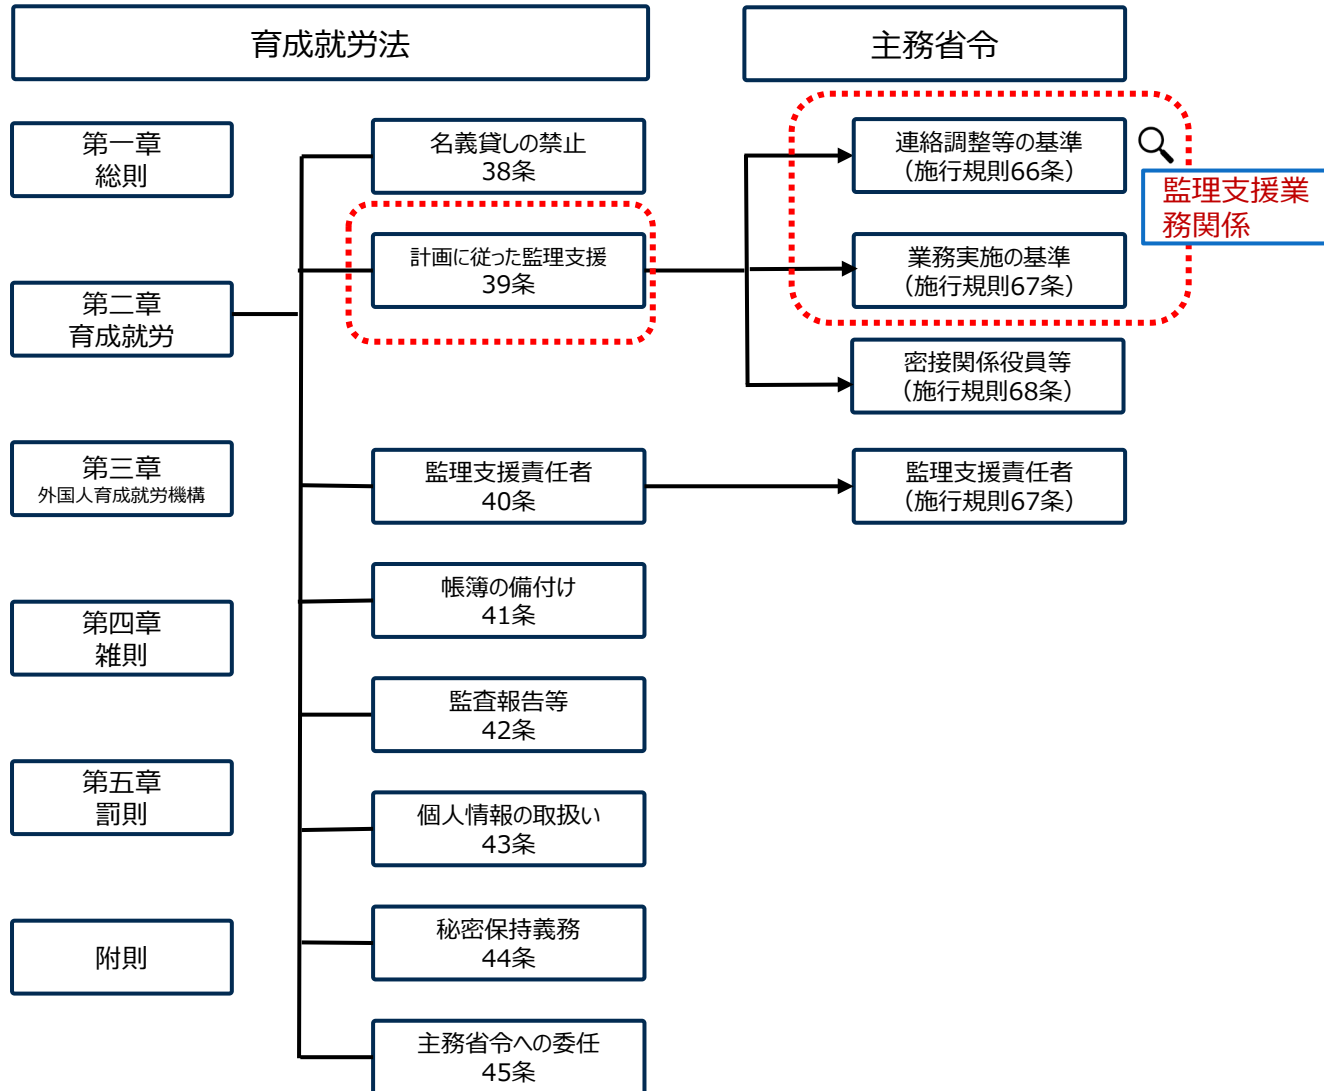 育成就労法
主務省令
第一章
総則
第二章
育成就労
第三章
外国人育成就労機構
第四章
雑則
第五章
罰則
附則
名義貸しの禁止
38条
計画に従った監理支援
39条
監理支援責任者
40条
帳簿の備付け
41条
監査報告等
42条
個人情報の取扱い
43条
秘密保持義務
44条
主務省令への委任
45条
連絡調整等の基準
（施行規則66条）
業務実施の基準
（施行規則67条）
密接関係役員等
（施行規則68条）
監理支援責任者
（施行規則67条）
監理支援業
務関係